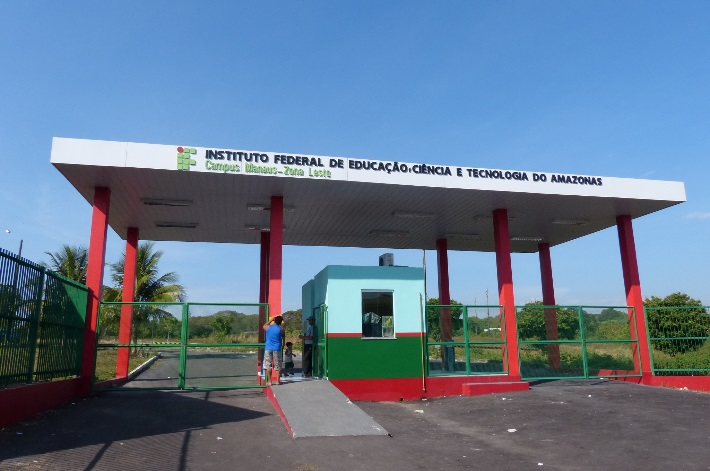 INSTITUTO FEDERAL DE EDUCAÇÃO, CIÊNCIA E TECNOLOGIA DO AMAZONAS
Campus Manaus-Zona Leste